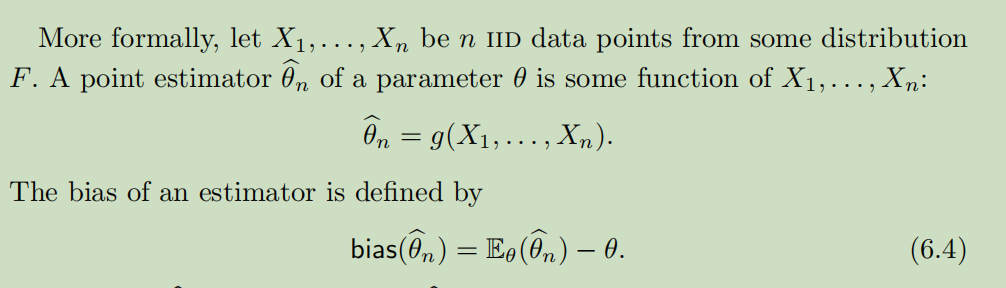 More formally, let X₁, . . . , Xₙ be n IID data points from some distribution
F. A point estimator θ̂ₙ of a parameter θ is some function of X₁, . . . , Xₙ:
θ̂ₙ = g(X₁, . . . , Xₙ).
The bias of an estimator is defined by
bias(θ̂ₙ) = 𝔼_θ(θ̂ₙ) − θ. (6.4)